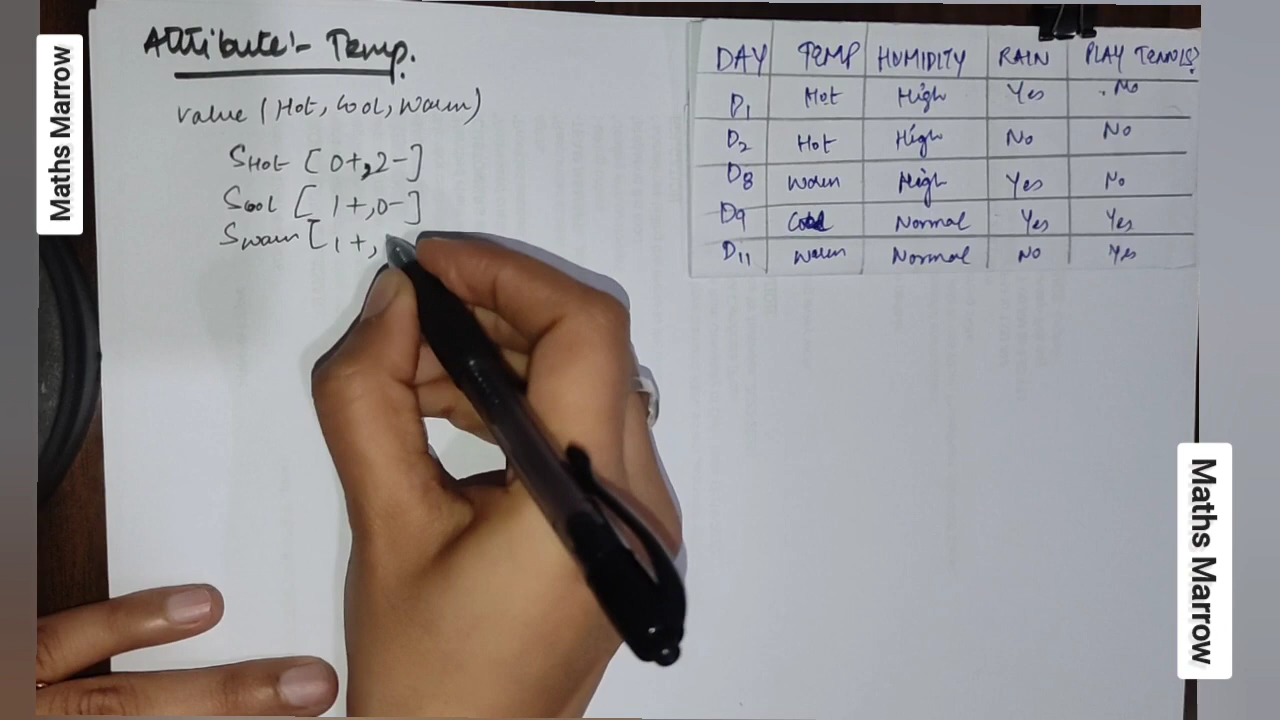 Maths Marrow
Attribute:- Temp.
value (Hot, Cool, Warm)
SHot [0+, 2-]
SCool [1+, 0-]
SWarm [1+,
DAY TEMP HUMIDITY RAIN PLAY TENNIS?
D1 Hot High Yes No
D2 Hot High No No
D8 Warm High Yes No
D9 Cool Normal Yes Yes
D11 Warm Normal NO Yes
Maths Marrow